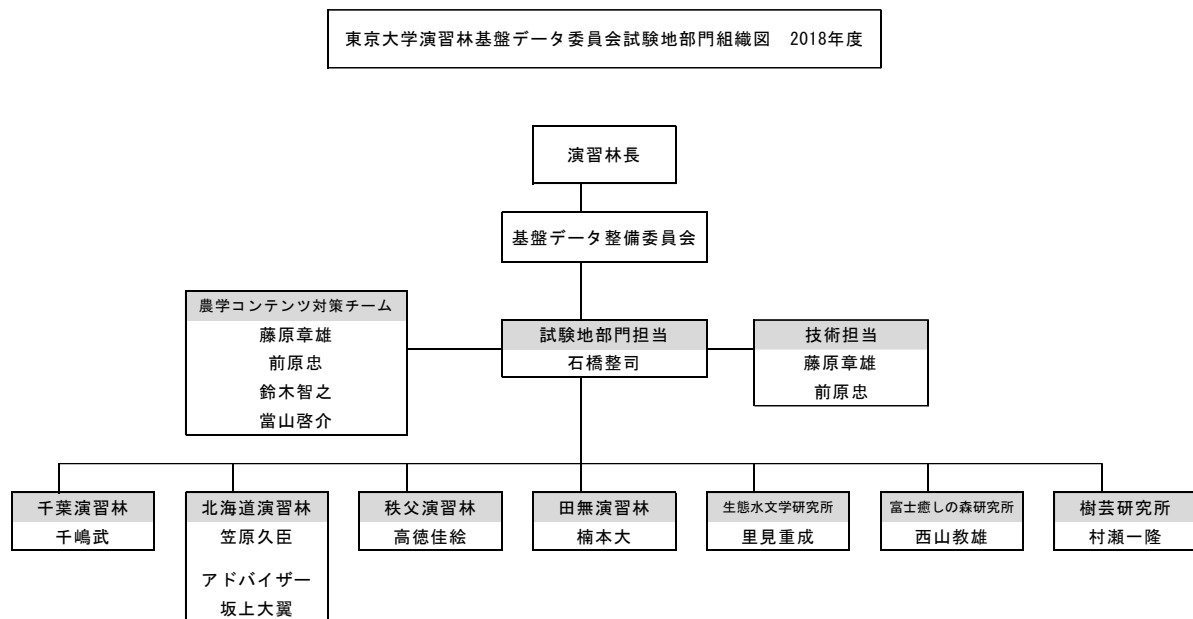 東京大学演習林基盤データ委員会試験地部門組織図　2018年度
演習林長
基盤データ整備委員会
農学コンテンツ対策チーム
藤原章雄
前原忠
鈴木智之
當山啓介
試験地部門担当
石橋整司
技術担当
藤原章雄
前原忠
千葉演習林
千嶋武
北海道演習林
笠原久臣
アドバイザー
坂上大翼
秩父演習林
高徳佳絵
田無演習林
楠本大
生態水文学研究所
里見重成
富士癒しの森研究所
西山教雄
樹芸研究所
村瀬一隆